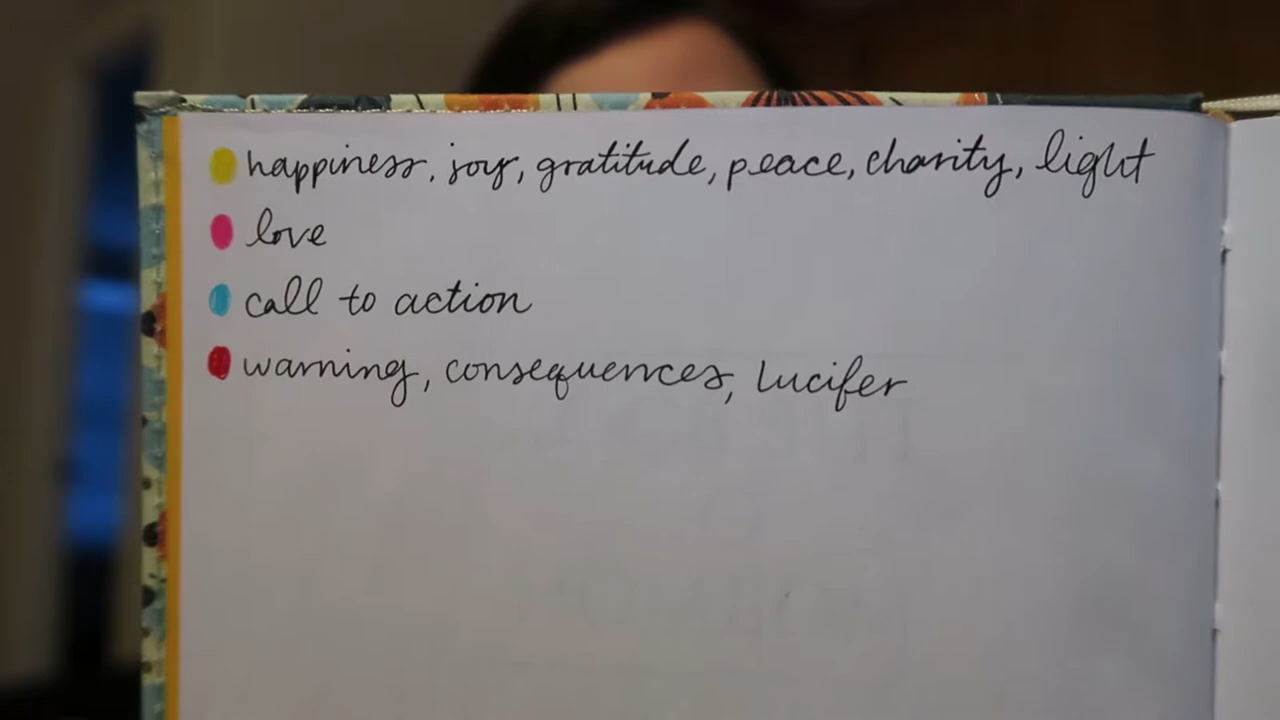 happiness, joy, gratitude, peace, charity, light
love
call to action
warning, consequences, Lucifer